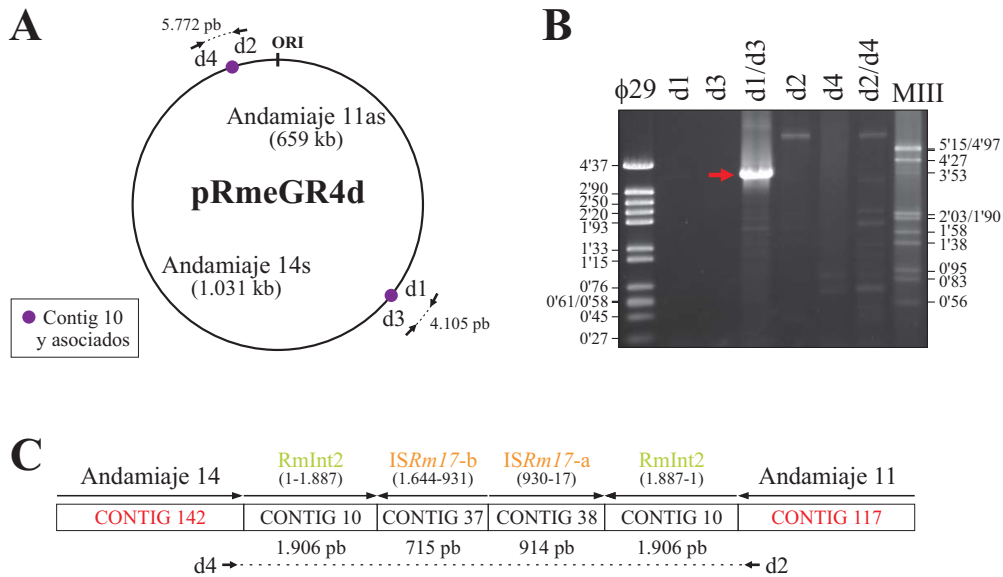 A
5.772 pb
d4
d2
ORI
Andamiaje 11as
(659 kb)
pRmeGR4d
Andamiaje 14s
(1.031 kb)
d1
d3
4.105 pb
Contig 10
y asociados
B
ϕ29 d1 d3 d1/d3 d2 d4 d2/d4 MIII
4'37
2'90
2'50
2'20
1'93
1'33
1'15
0'76
0'61/0'58
0'45
0'27
5'15/4'97
4'27
3'53
2'03/1'90
1'58
1'38
0'95
0'83
0'56
C
Andamiaje 14 RmInt2 ISRm17-b ISRm17-a RmInt2 Andamiaje 11
(1-1.887) (1.644-931) (930-17) (1.887-1)
CONTIG 142 CONTIG 10 CONTIG 37 CONTIG 38 CONTIG 10 CONTIG 117
1.906 pb 715 pb 914 pb 1.906 pb
d4 d2